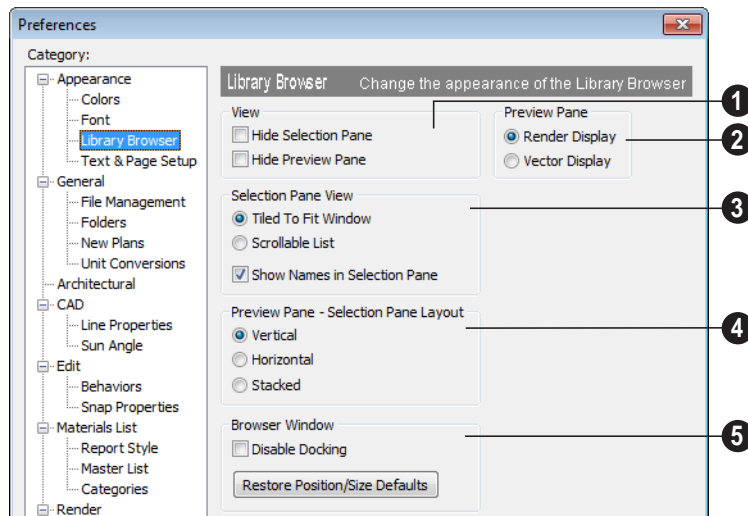 Preferences
Category:
Appearance
Colors
Font
Library Browser
Text & Page Setup
General
File Management
Folders
New Plans
Unit Conversions
Architectural
CAD
Line Properties
Sun Angle
Edit
Behaviors
Snap Properties
Materials List
Report Style
Master List
Categories
Render
Library Browser Change the appearance of the Library Browser
View
Hide Selection Pane
Hide Preview Pane
1
Preview Pane
Render Display
Vector Display
2
Selection Pane View
Tiled To Fit Window
Scrollable List
Show Names in Selection Pane
3
Preview Pane - Selection Pane Layout
Vertical
Horizontal
Stacked
4
Browser Window
Disable Docking
Restore Position/Size Defaults
5